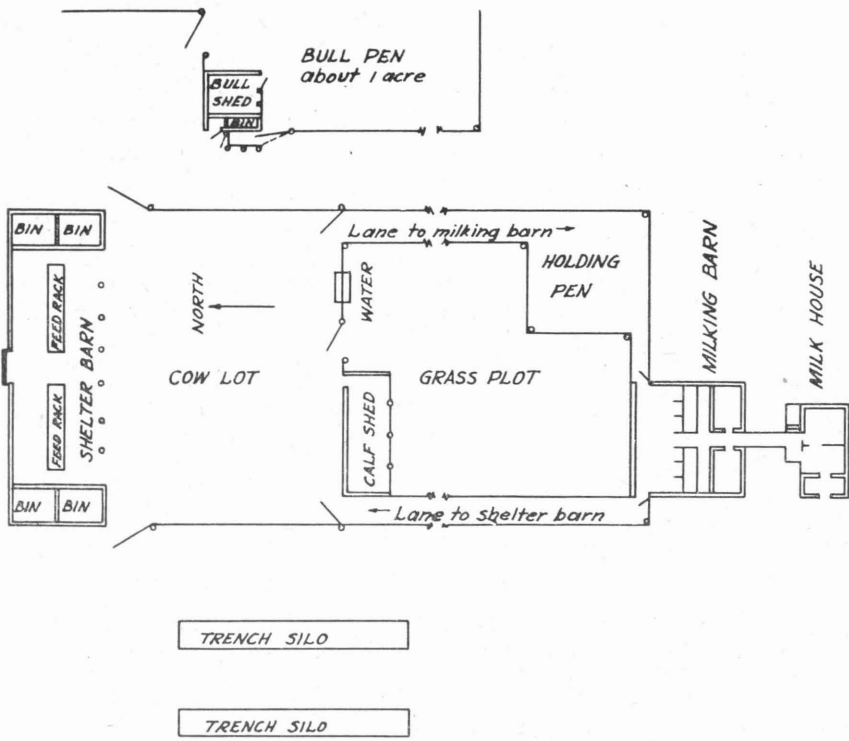 BULL PEN
about 1 acre
BULL
SHED
BIN
BIN
BIN
Lane to milking barn→
HOLDING
PEN
MILKING BARN
MILK HOUSE
FEED RACK
SHELTER BARN
NORTH
WATER
COW LOT
GRASS PLOT
FEED RACK
CALF SHED
BIN
BIN
←Lane to shelter barn
TRENCH SILO
TRENCH SILO